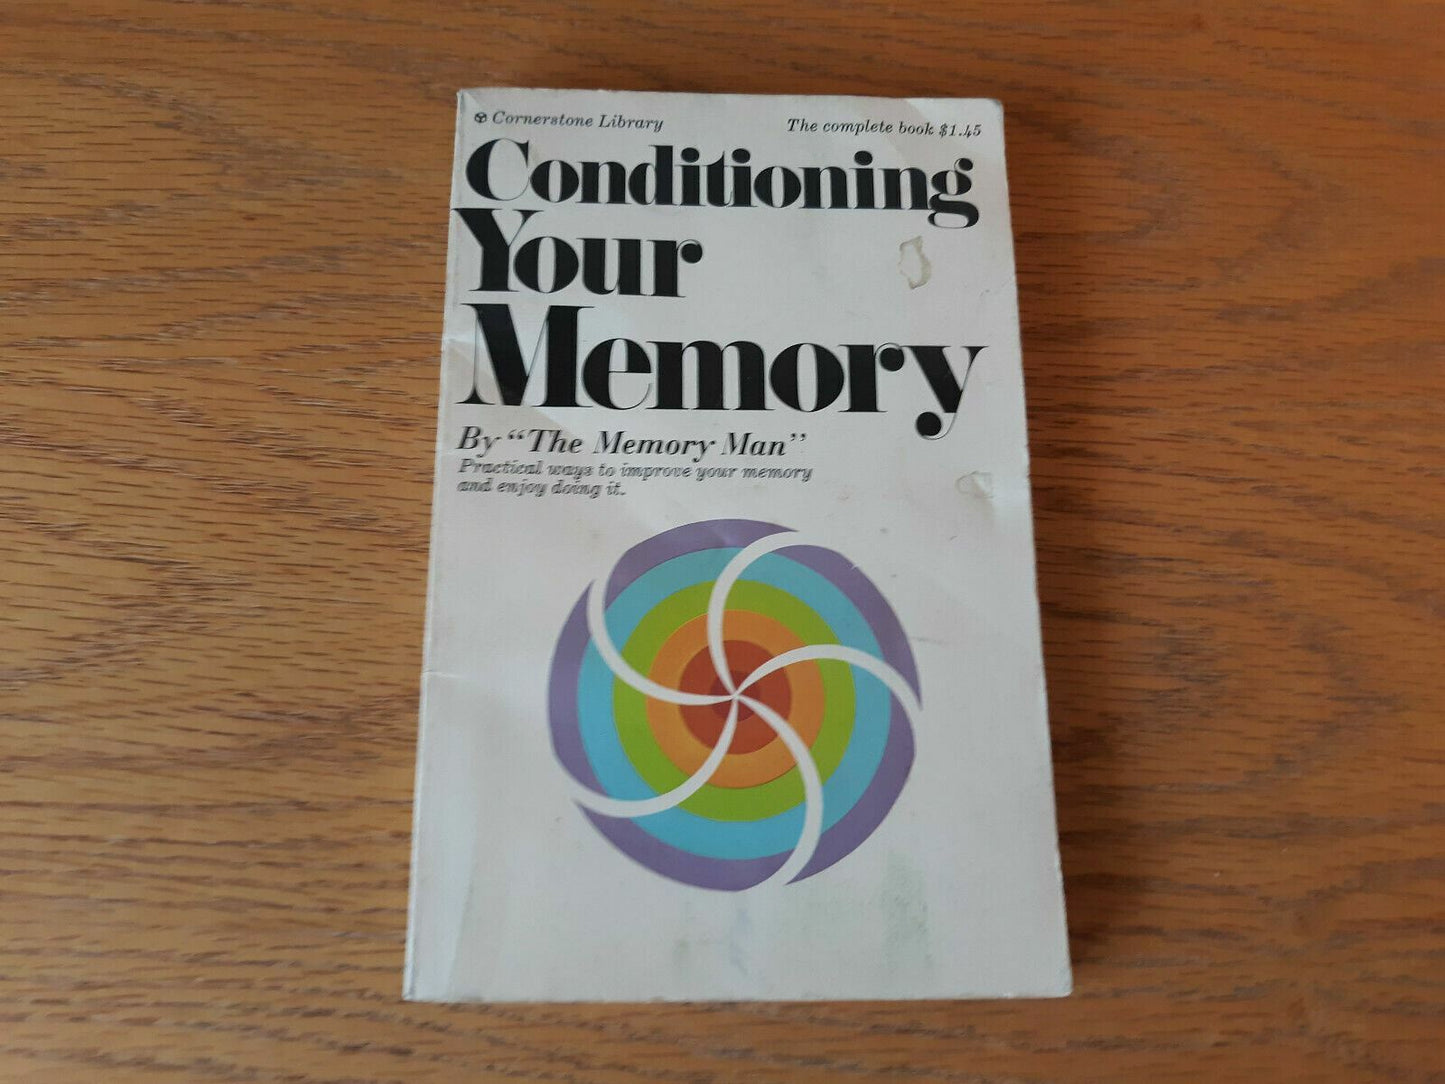 Cornerstone Library
The complete book $1.45
Conditioning
Your
Memory
By “The Memory Man”
Practical ways to improve your memory
and enjoy doing it.